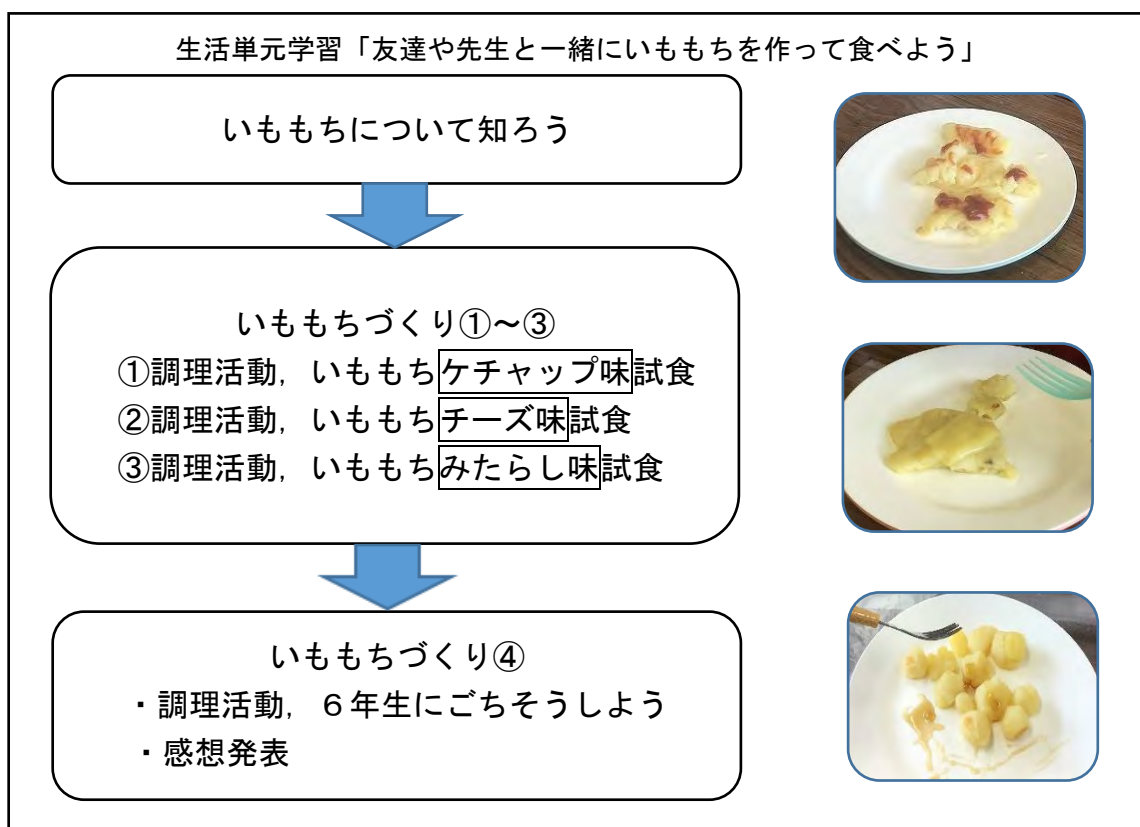 生活単元学習「友達や先生と一緒にいももちを作って食べよう」
いももちについて知ろう
いももちづくり①~③
①調理活動，いももちケチャップ味試食
②調理活動，いももちチーズ味試食
③調理活動，いももちみたらし味試食
いももちづくり④
・調理活動，６年生にごちそうしよう
・感想発表